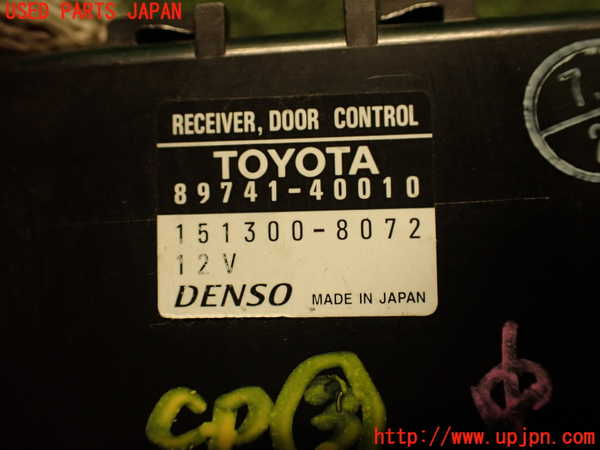 USED PARTS JAPAN
RECEIVER, DOOR CONTROL
TOYOTA
89741-40010
151300-8072
12V
DENSO MADE IN JAPAN
CP③
http://www.upjpn.com/